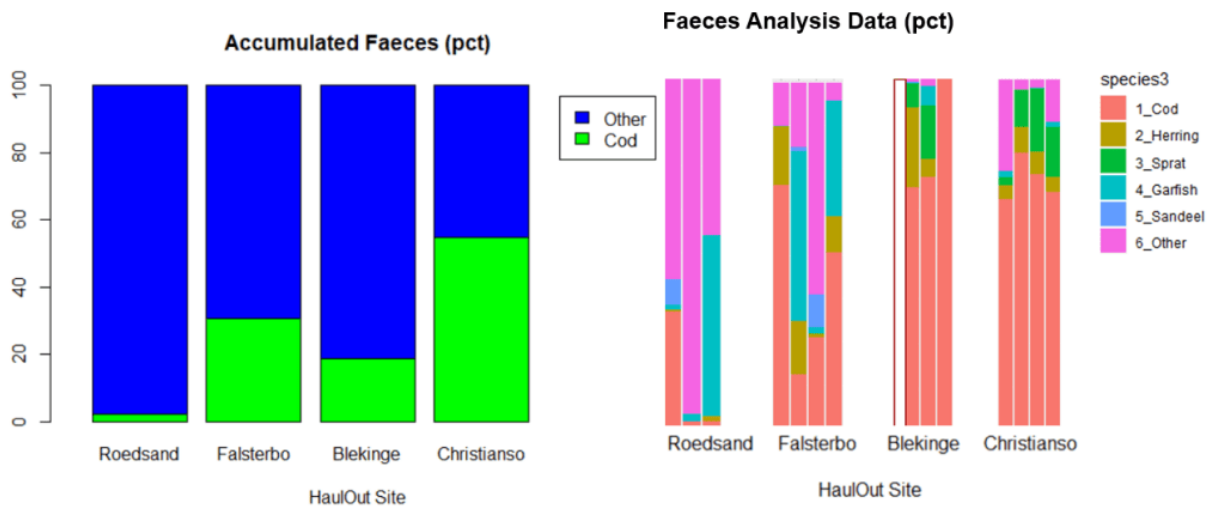 Accumulated Faeces (pct)
100
80
60
40
20
0
Roedsand Falsterbo Blekinge Christianso
HaulOut Site
Other
Cod
Faeces Analysis Data (pct)
Roedsand Falsterbo Blekinge Christianso
HaulOut Site
species3
1_Cod
2_Herring
3_Sprat
4_Garfish
5_Sandeel
6_Other